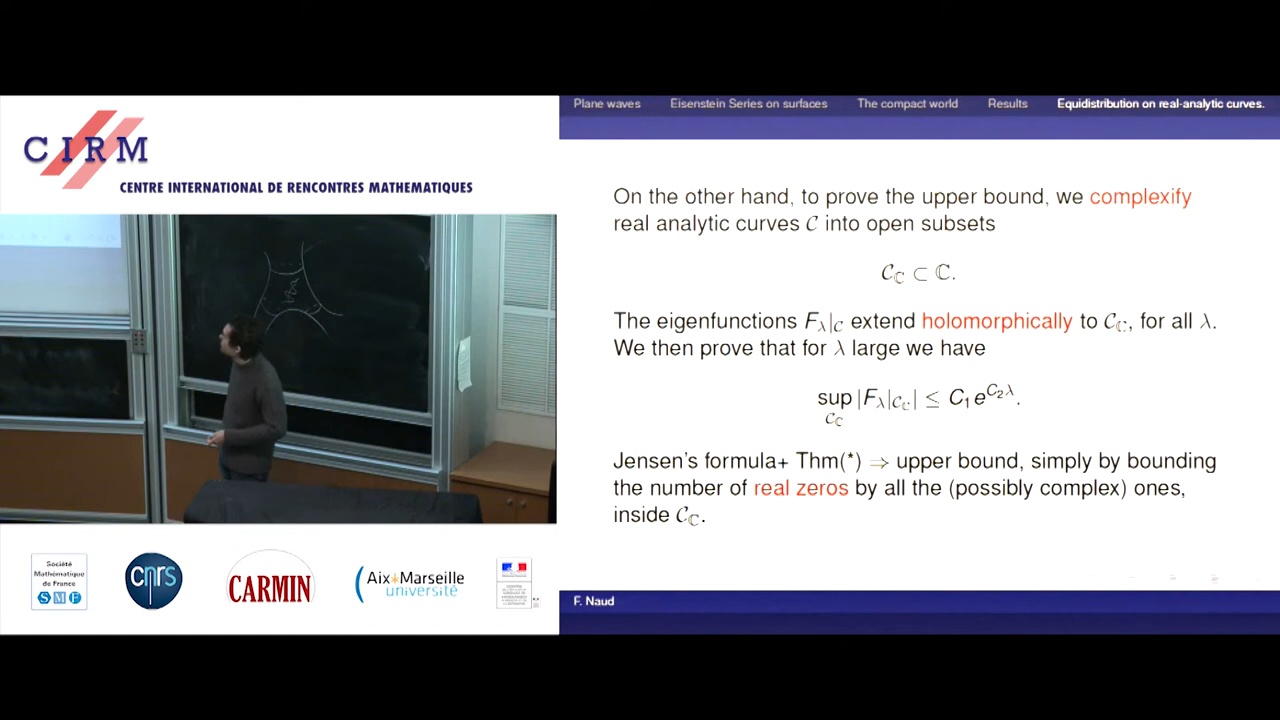 CIRM
CENTRE INTERNATIONAL DE RENCONTRES MATHEMATIQUES
Plane waves Eisenstein Series on surfaces The compact world Results Equidistribution on real-analytic curves.
On the other hand, to prove the upper bound, we complexify
real analytic curves 𝒞 into open subsets
𝒞_ℂ ⊂ ℂ.
The eigenfunctions F_λ|_𝒞 extend holomorphically to 𝒞_ℂ, for all λ.
We then prove that for λ large we have
sup_{𝒞_ℂ} |F_λ|_{𝒞_ℂ}| ≤ C₁ e^{C₂λ}.
Jensen's formula+ Thm(*) ⇒ upper bound, simply by bounding
the number of real zeros by all the (possibly complex) ones,
inside 𝒞_ℂ.
F. Naud
Société
Mathématique
de France
SMF
cnrs
CARMIN
Aix*Marseille
université